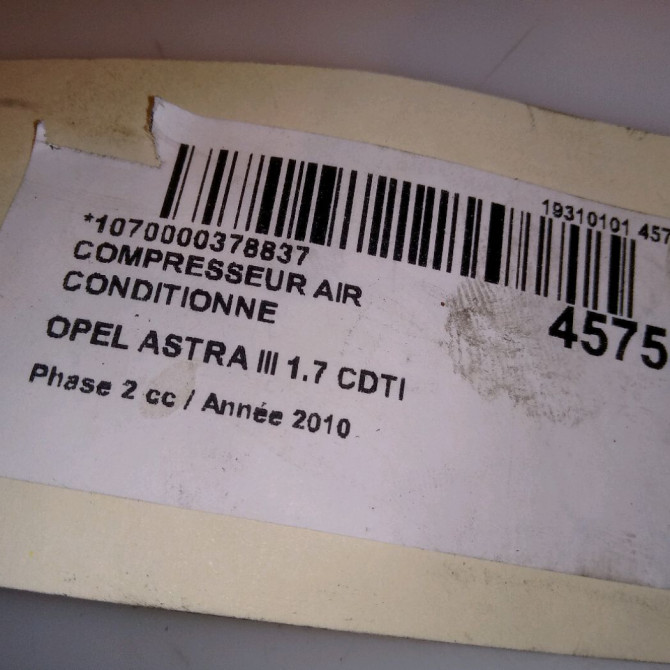 19310101 457
*1070000378837
4575
COMPRESSEUR AIR
CONDITIONNE
OPEL ASTRA III 1.7 CDTI
Phase 2 cc / Année 2010